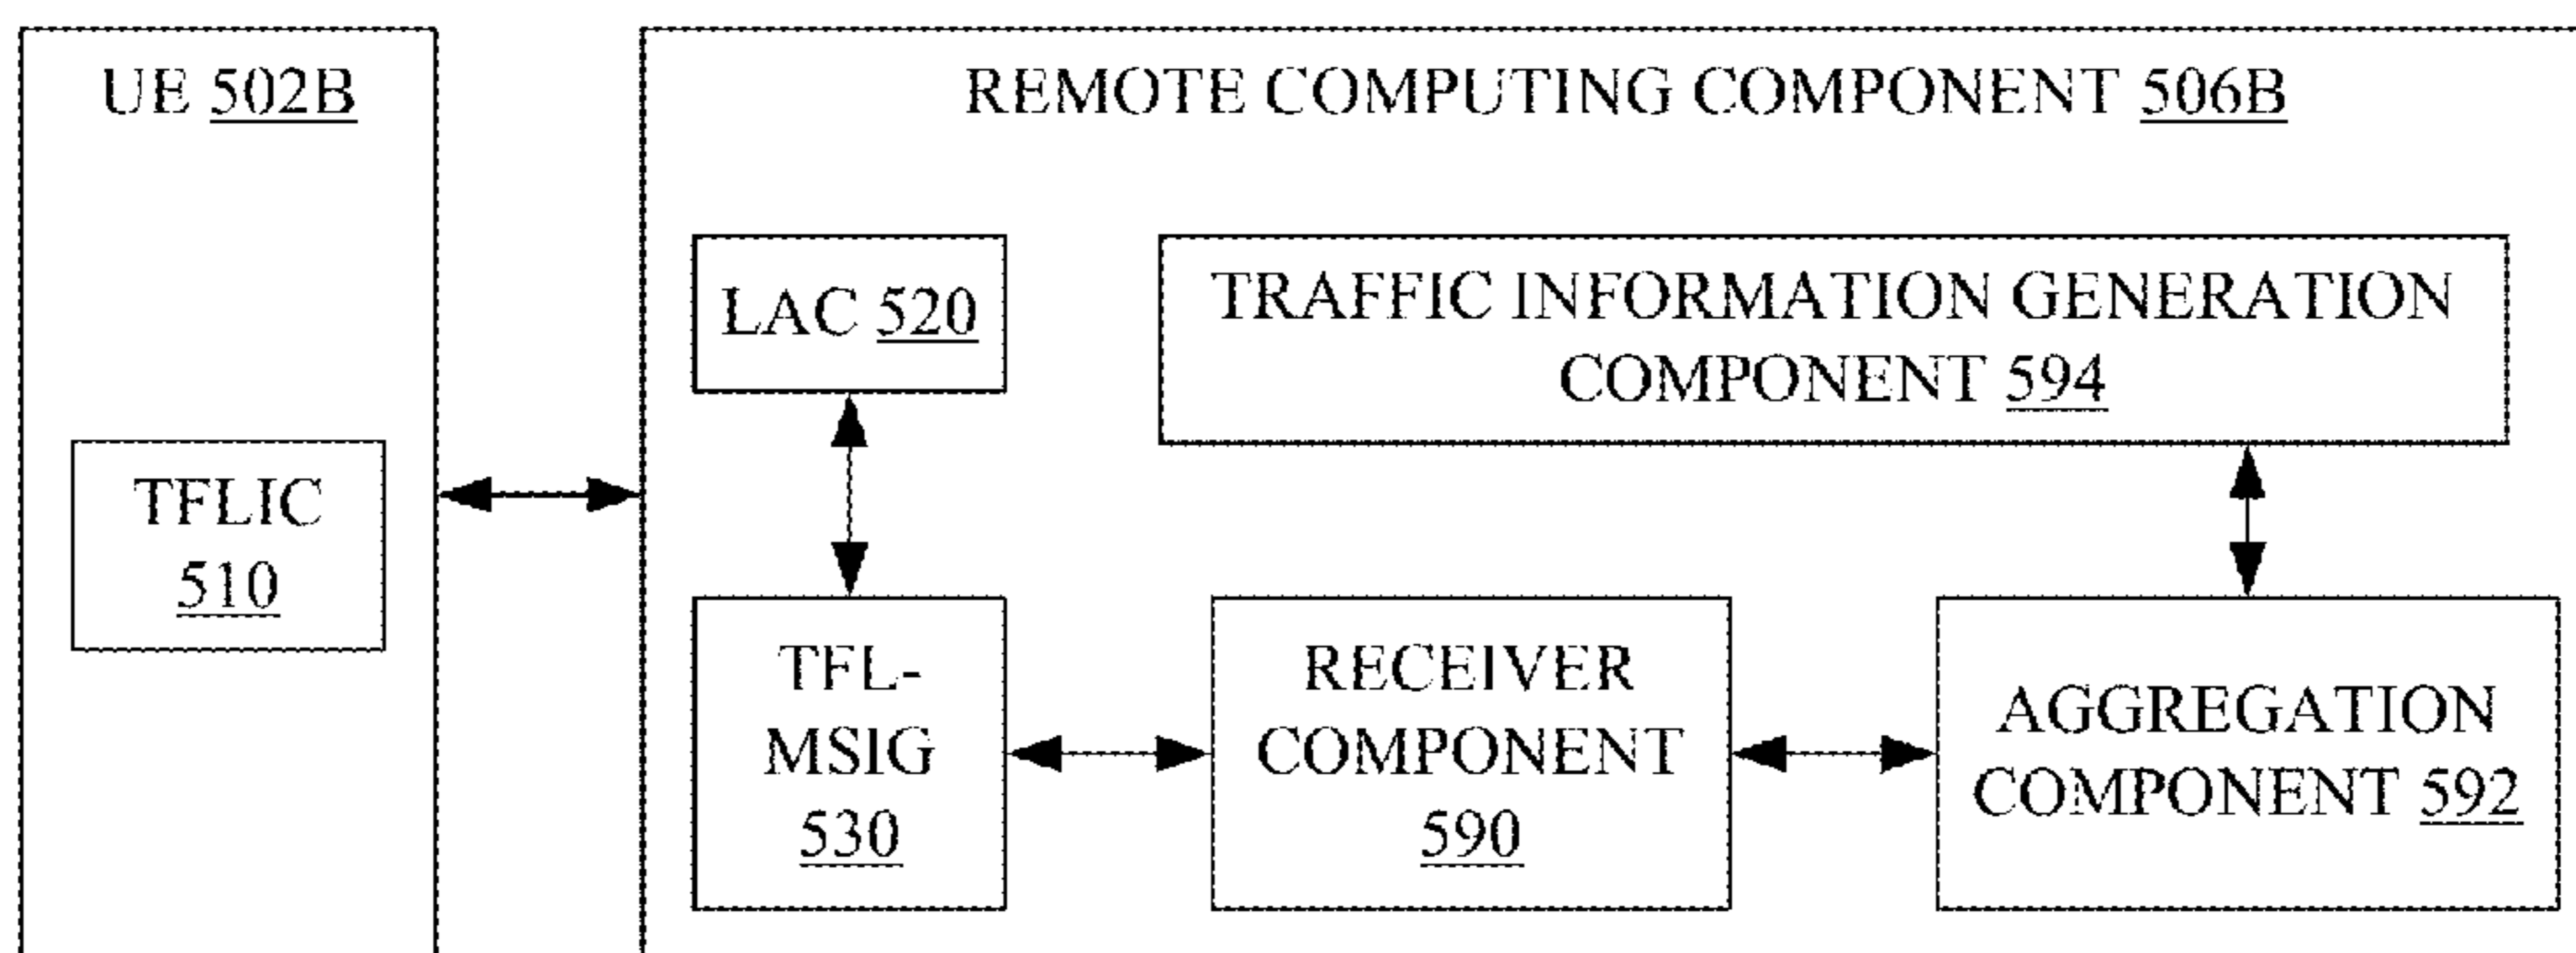 UE 502B
REMOTE COMPUTING COMPONENT 506B
LAC 520
TRAFFIC INFORMATION GENERATION
COMPONENT 594
TFLIC
510
TFL-
MSIG
530
RECEIVER
COMPONENT
590
AGGREGATION
COMPONENT 592